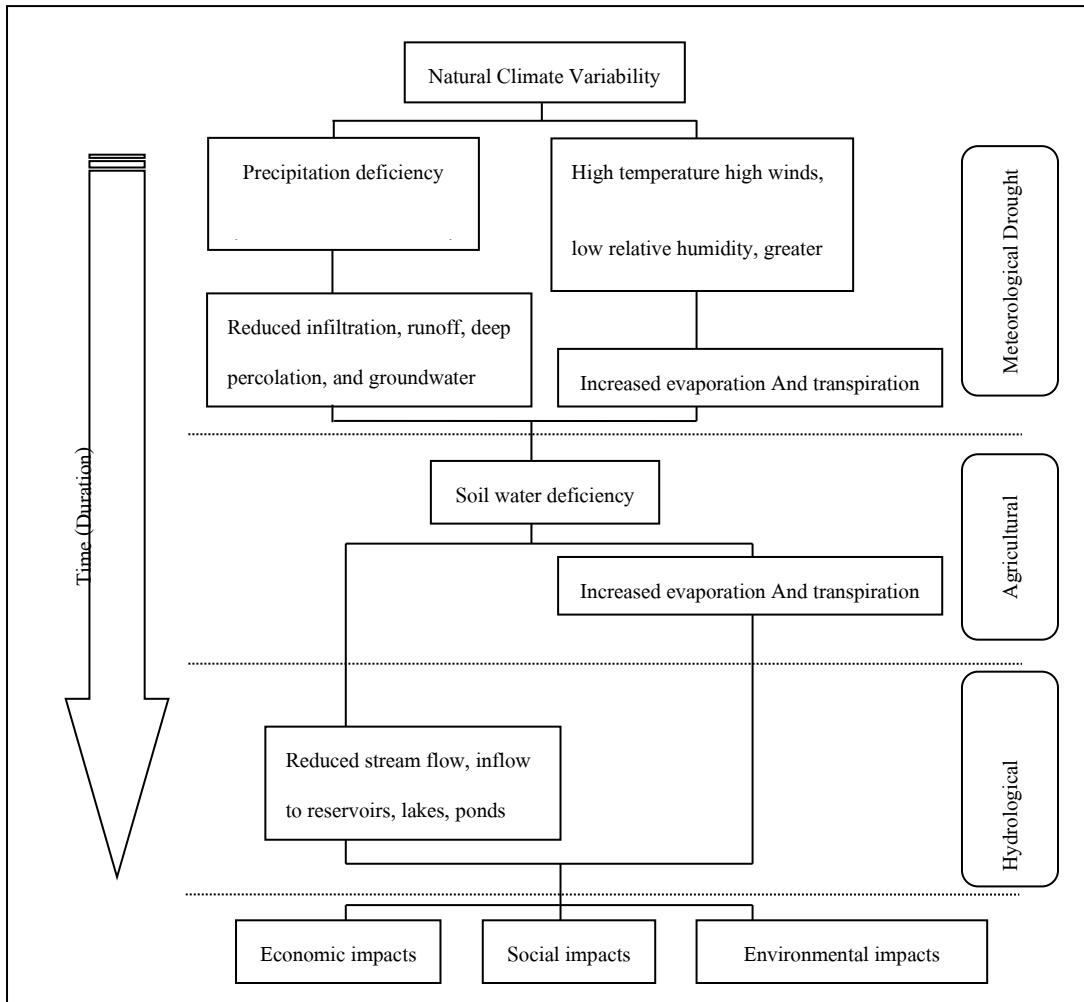 Natural Climate Variability
Precipitation deficiency
High temperature high winds,
low relative humidity, greater
Meteorological Drought
Reduced infiltration, runoff, deep
percolation, and groundwater
Increased evaporation And transpiration
Time (Duration)
Soil water deficiency
Increased evaporation And transpiration
Agricultural
Reduced stream flow, inflow
to reservoirs, lakes, ponds
Hydrological
Economic impacts
Social impacts
Environmental impacts